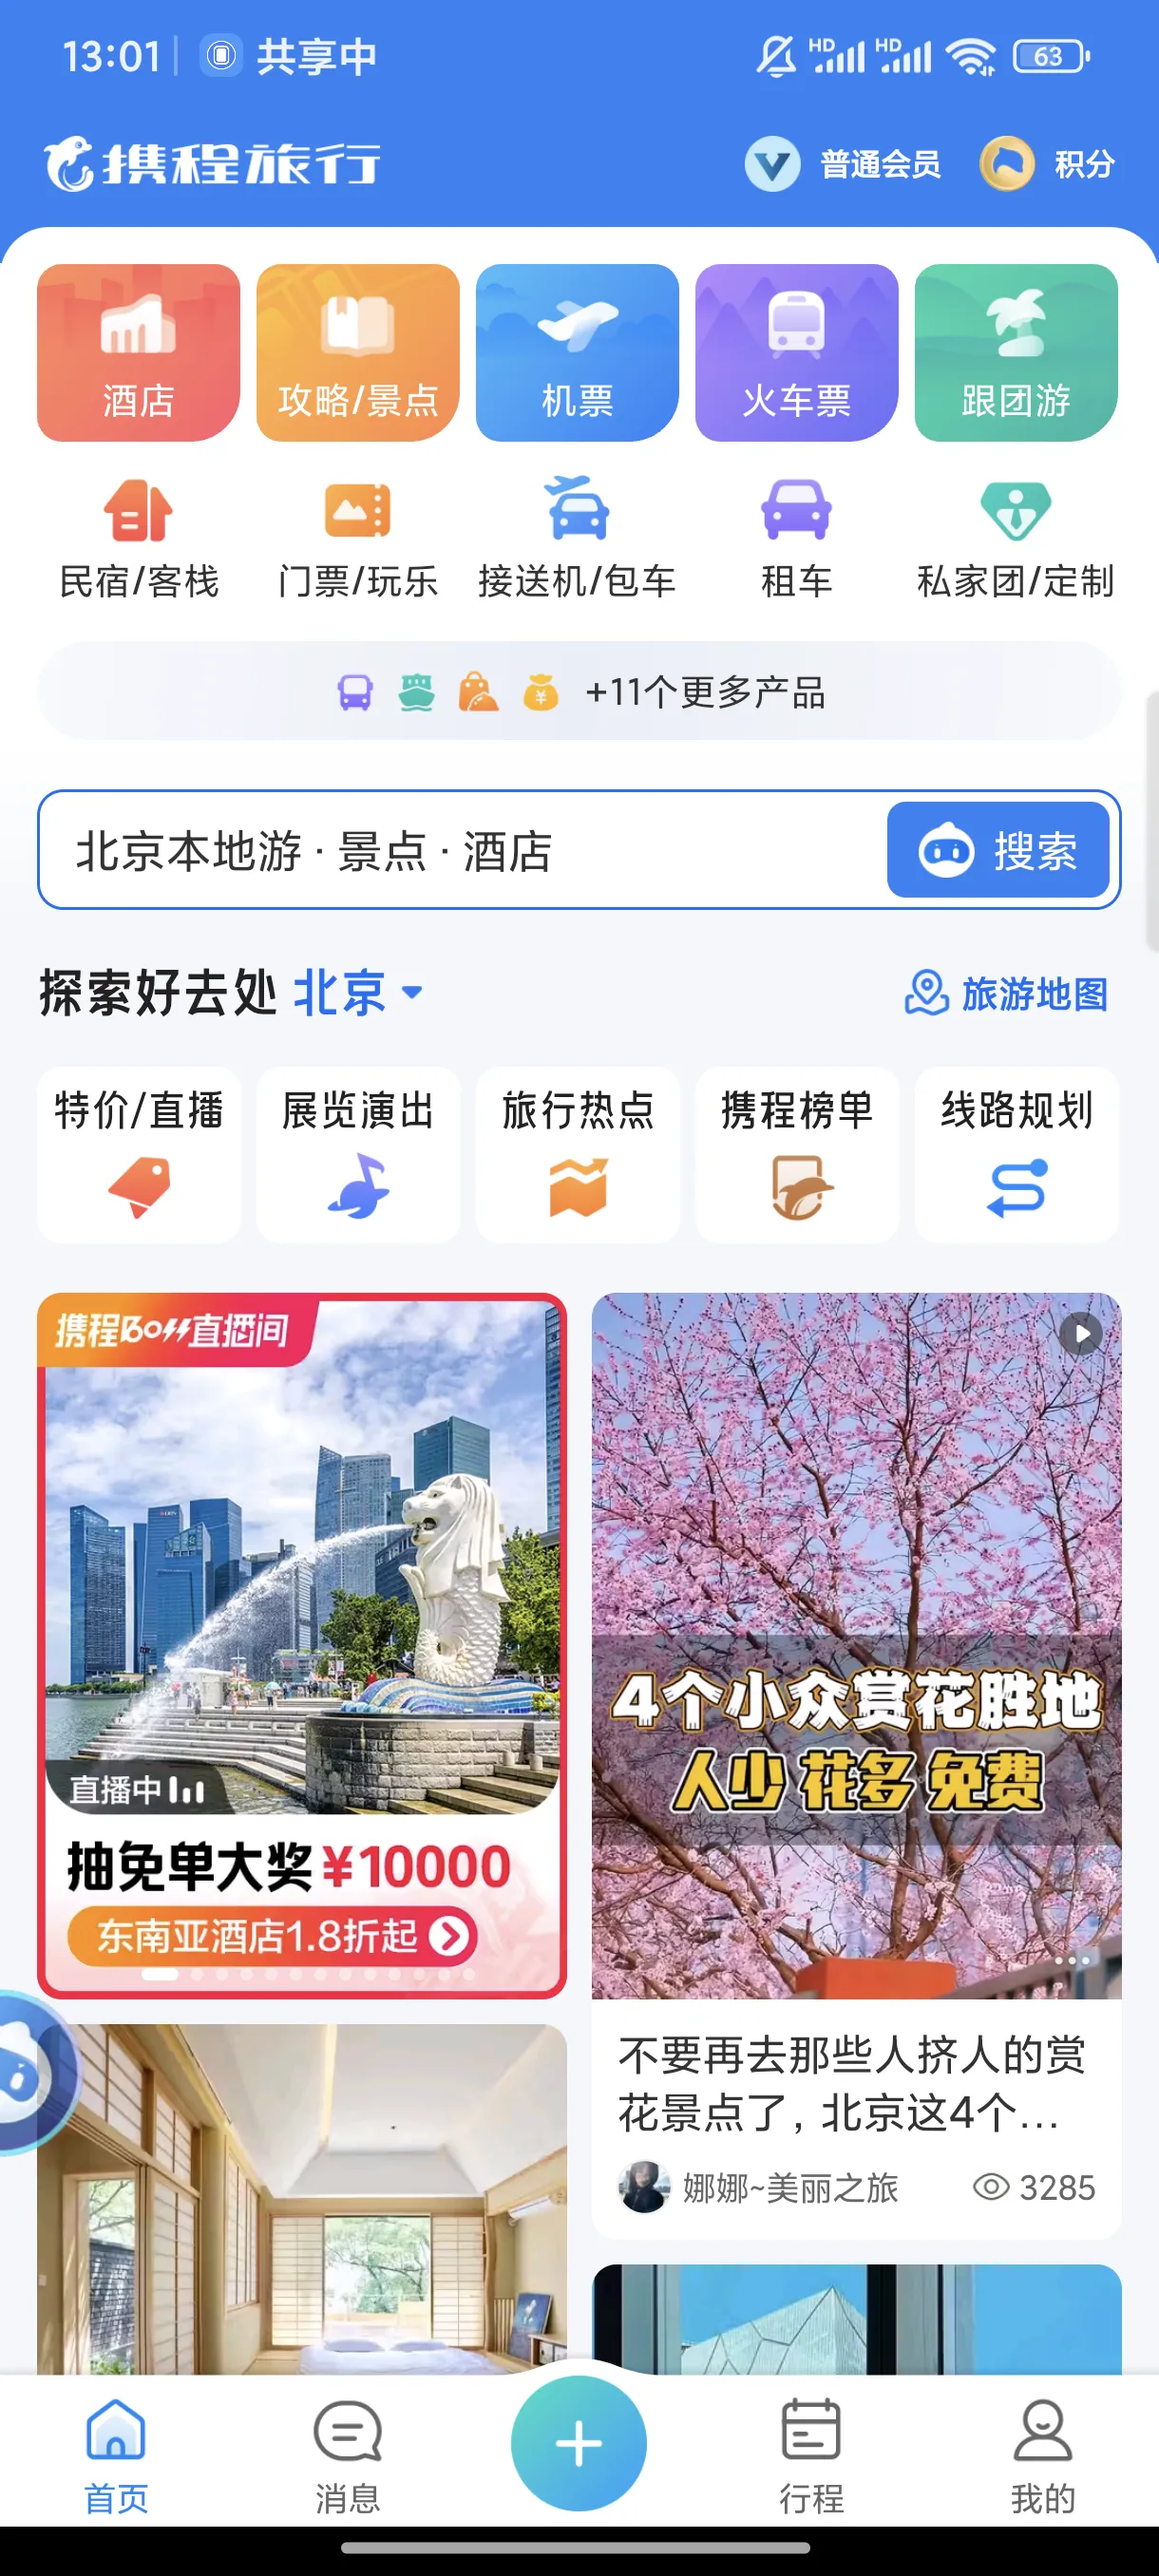 13:01
共享中
HD HD 63
携程旅行
普通会员 积分
酒店 攻略/景点 机票 火车票 跟团游
民宿/客栈 门票/玩乐 接送机/包车 租车 私家团/定制
+11个更多产品
北京本地游 · 景点 · 酒店 搜索
探索好去处 北京 旅游地图
特价/直播 展览演出 旅行热点 携程榜单 线路规划
携程Boss直播间
直播中
抽免单大奖¥10000
东南亚酒店1.8折起
4个小众赏花胜地
人少 花多 免费
不要再去那些人挤人的赏
花景点了，北京这4个...
娜娜~美丽之旅 3285
首页 消息 行程 我的